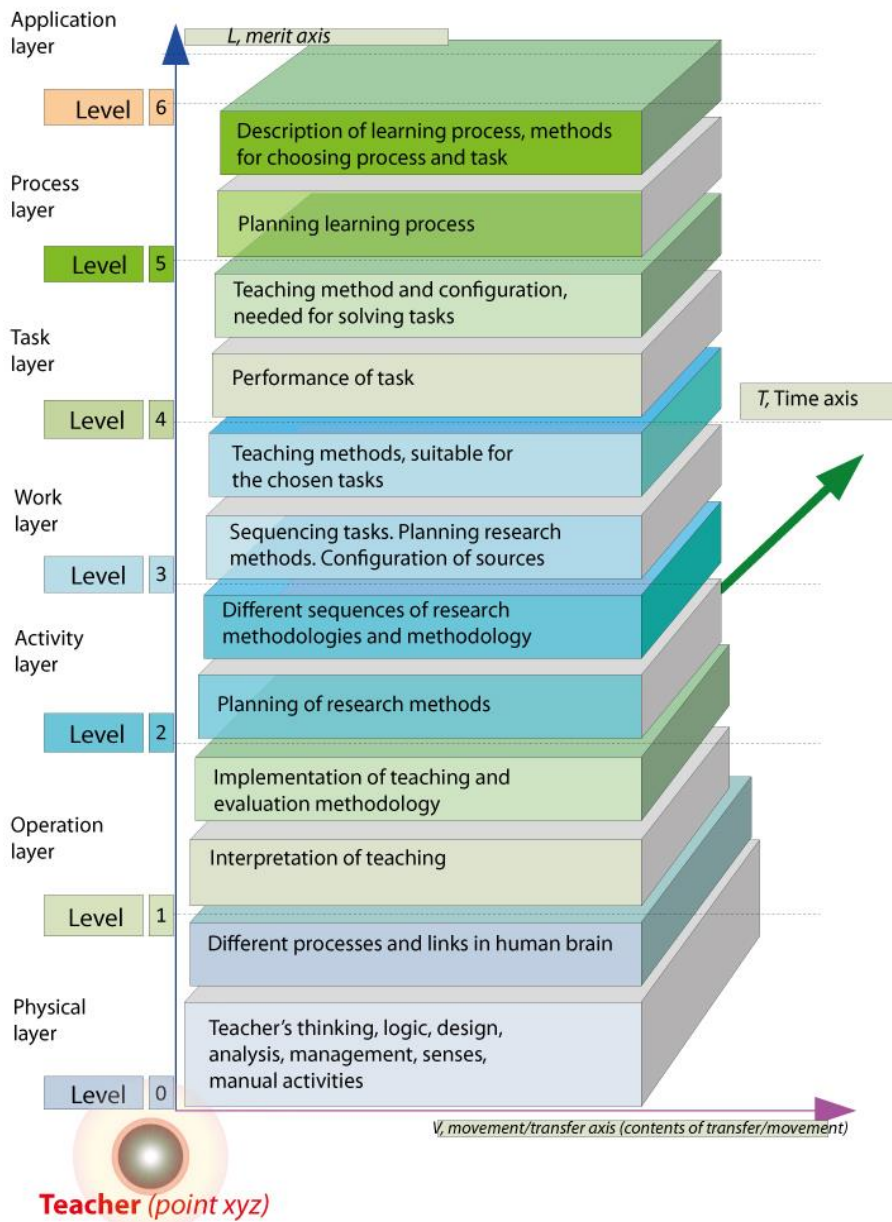 Application
layer
L, merit axis
Level 6
Description of learning process, methods
for choosing process and task
Process
layer
Planning learning process
Level 5
Teaching method and configuration,
needed for solving tasks
Task
layer
Performance of task
T, Time axis
Level 4
Teaching methods, suitable for
the chosen tasks
Work
layer
Sequencing tasks. Planning research
methods. Configuration of sources
Level 3
Different sequences of research
methodologies and methodology
Activity
layer
Planning of research methods
Level 2
Implementation of teaching and
evaluation methodology
Operation
layer
Interpretation of teaching
Level 1
Different processes and links in human brain
Physical
layer
Teacher’s thinking, logic, design,
analysis, management, senses,
manual activities
Level 0
V, movement/transfer axis (contents of transfer/movement)
Teacher (point xyz)